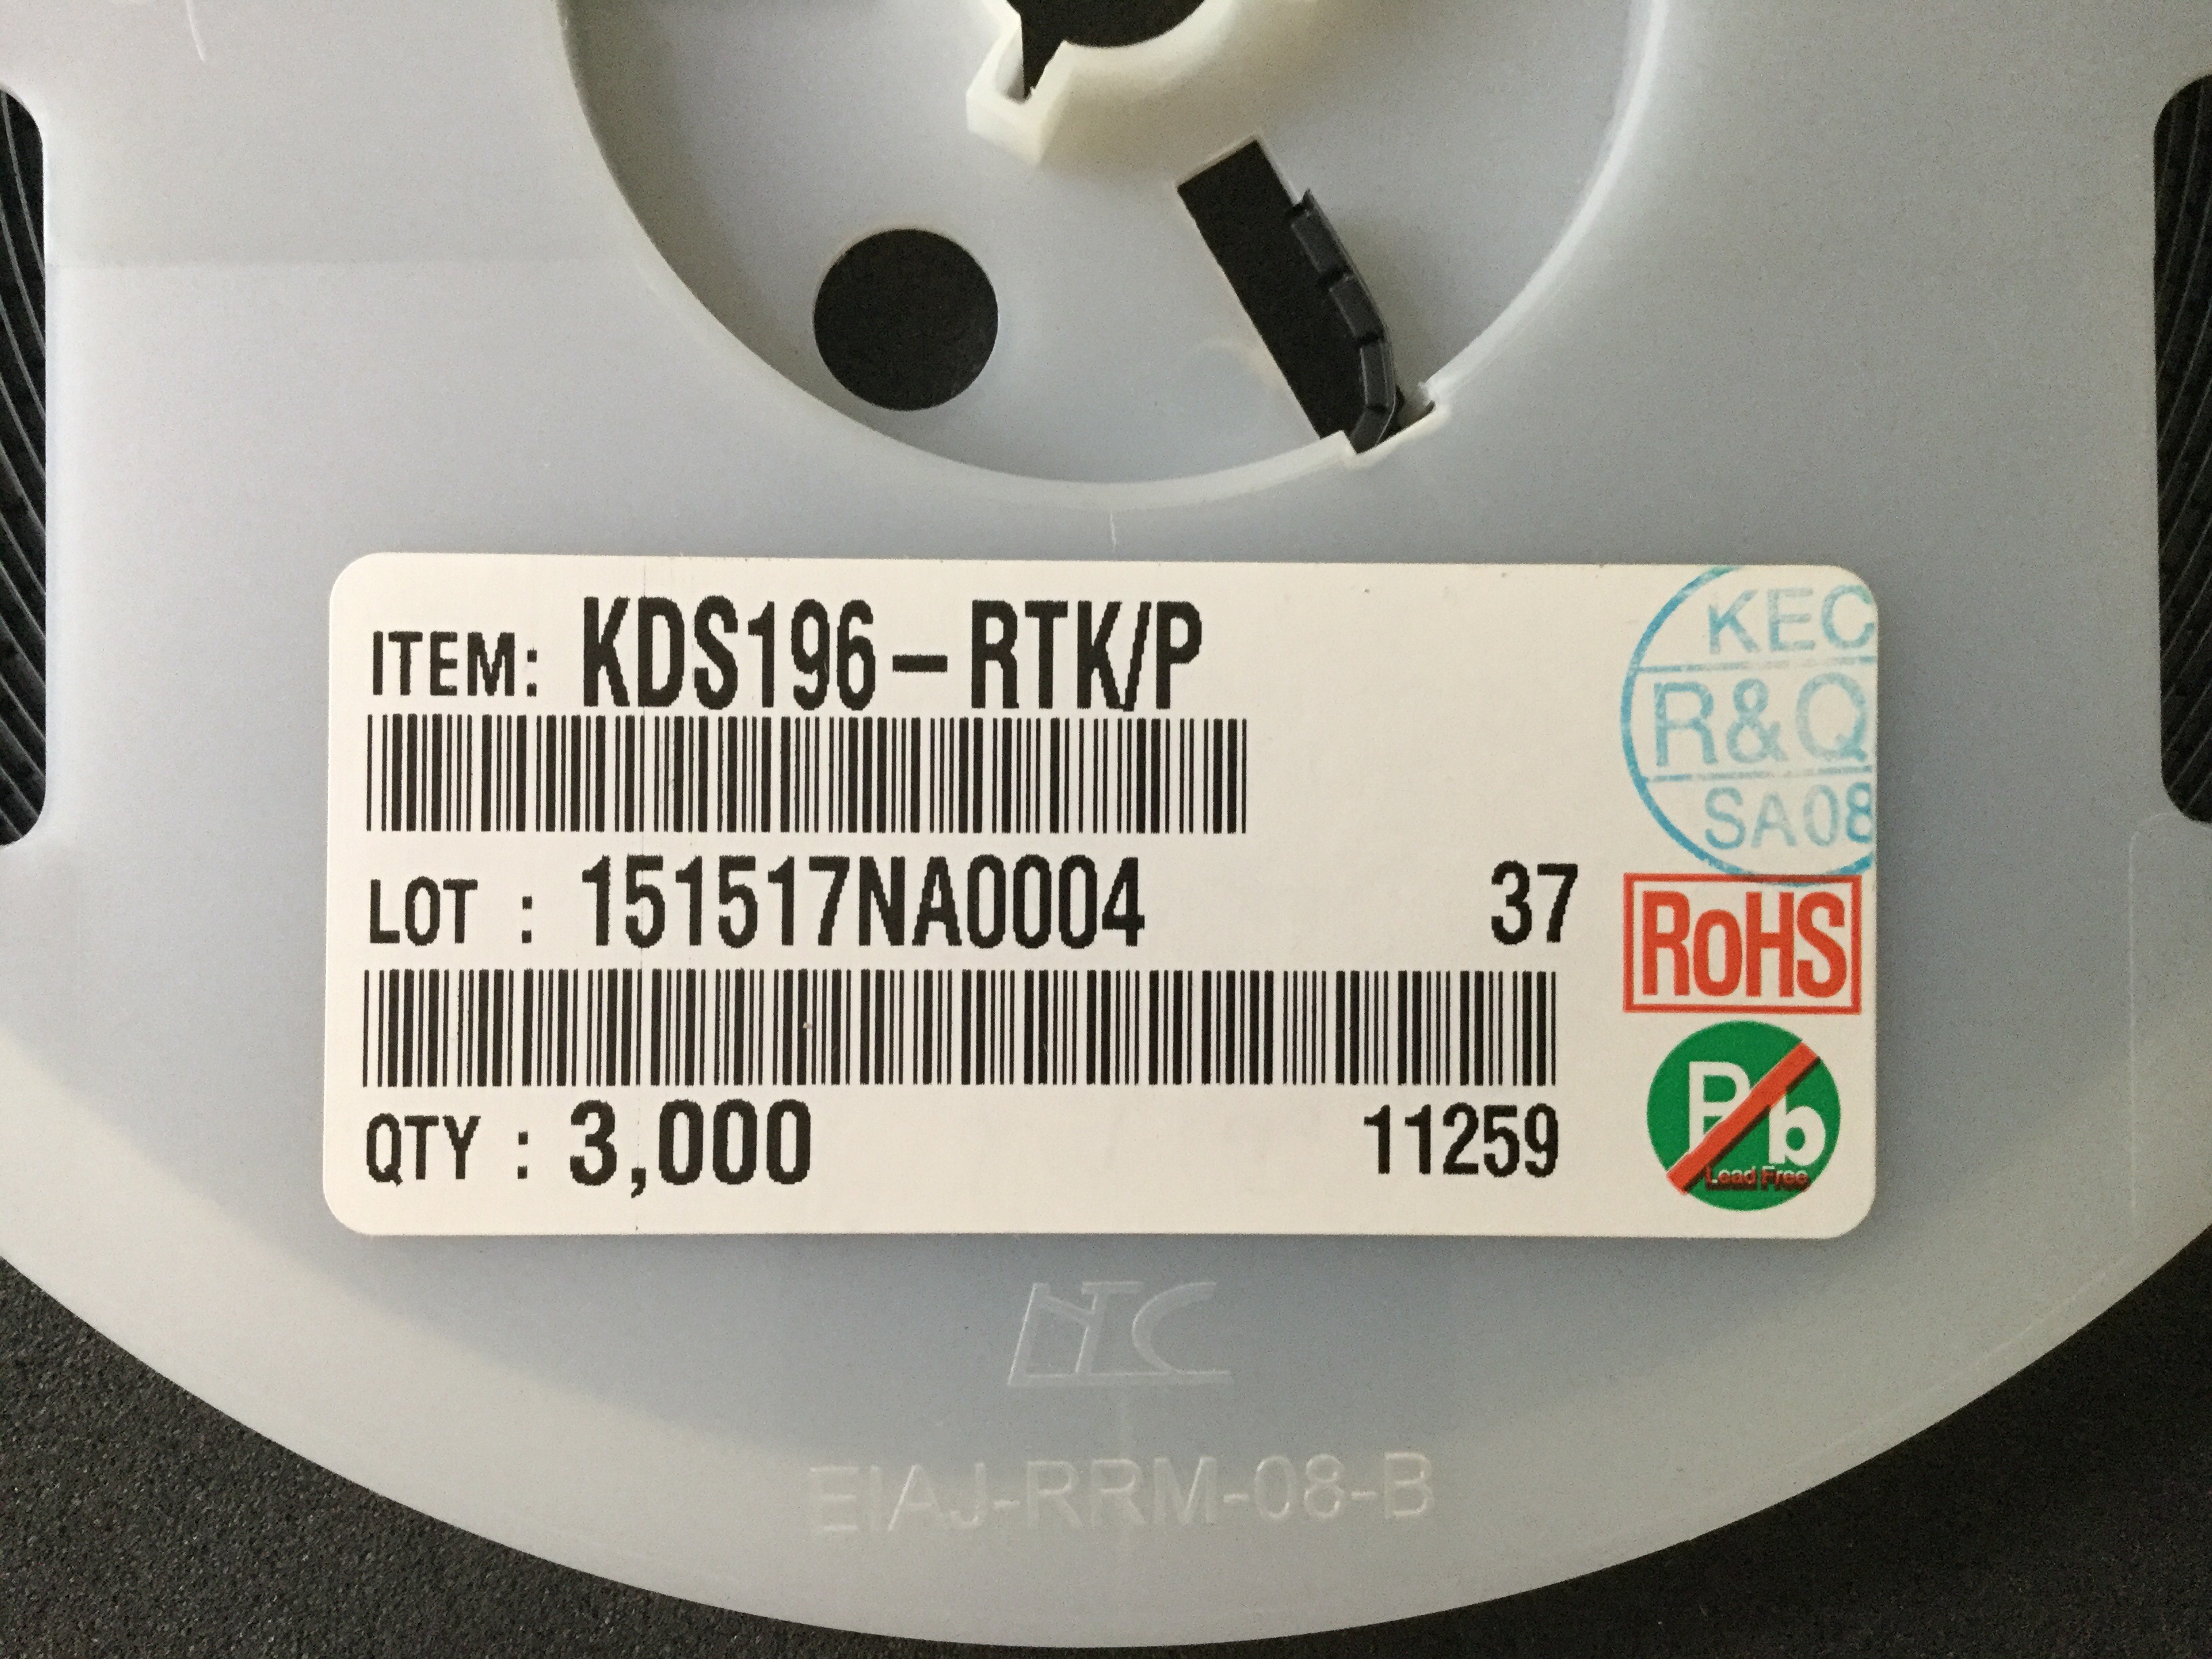 ITEM: KDS196-RTK/P
KEC
R&Q
SA08
LOT : 151517NA0004 37
RoHS
QTY : 3,000 11259
Pb
Lead Free
EIAJ-RRM-08-B